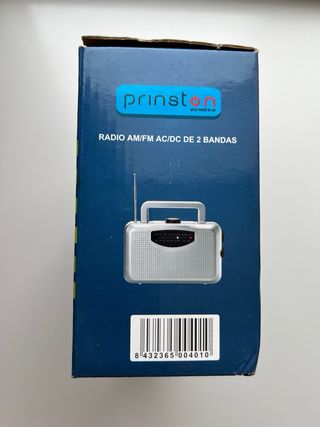 prinston
RADIO AM/FM AC/DC DE 2 BANDAS
8 432365 004010